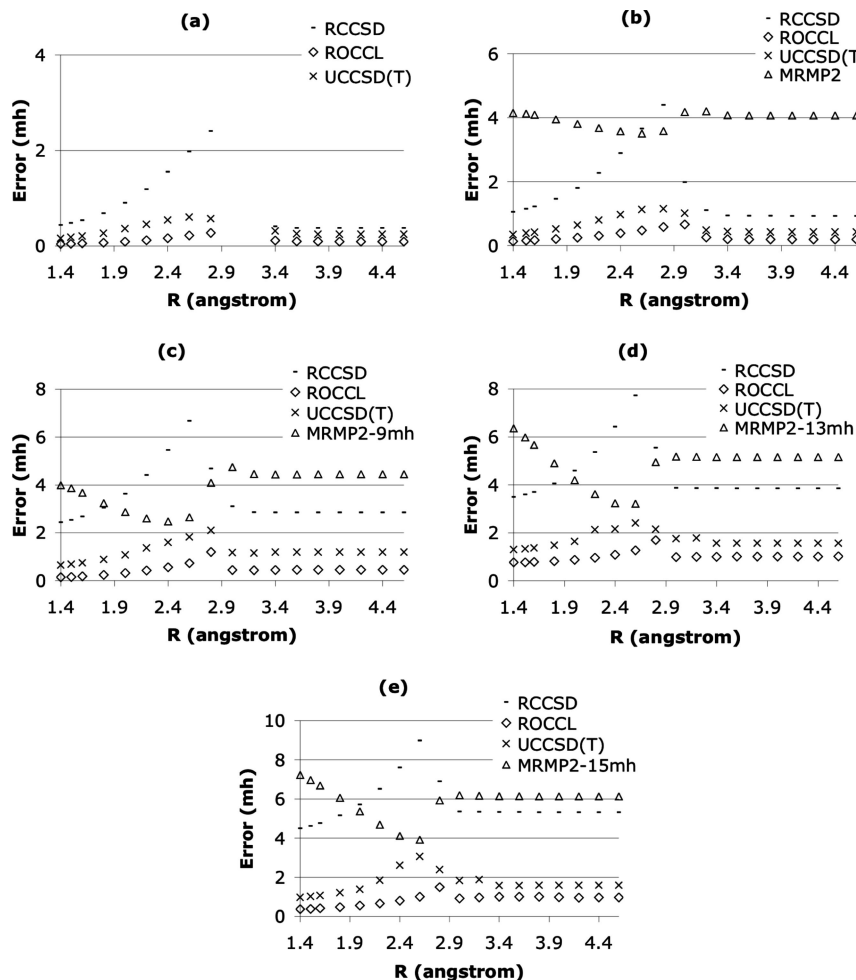 (a)
- RCCSD
◇ ROCCL
× UCCSD(T)
Error (mh)
4
2
0
1.4 1.9 2.4 2.9 3.4 3.9 4.4
R (angstrom)
(b)
- RCCSD
◇ ROCCL
× UCCSD(T
△ MRMP2
Error (mh)
6
4
2
0
1.4 1.9 2.4 2.9 3.4 3.9 4.4
R (angstrom)
(c)
- RCCSD
◇ ROCCL
× UCCSD(T)
△ MRMP2-9mh
Error (mh)
8
6
4
2
0
1.4 1.9 2.4 2.9 3.4 3.9 4.4
R (angstrom)
(d)
- RCCSD
◇ ROCCL
× UCCSD(T)
△ MRMP2-13mh
Error (mh)
8
6
4
2
0
1.4 1.9 2.4 2.9 3.4 3.9 4.4
R (angstrom)
(e)
- RCCSD
◇ ROCCL
× UCCSD(T)
△ MRMP2-15mh
Error (mh)
10
8
6
4
2
0
1.4 1.9 2.4 2.9 3.4 3.9 4.4
R (angstrom)